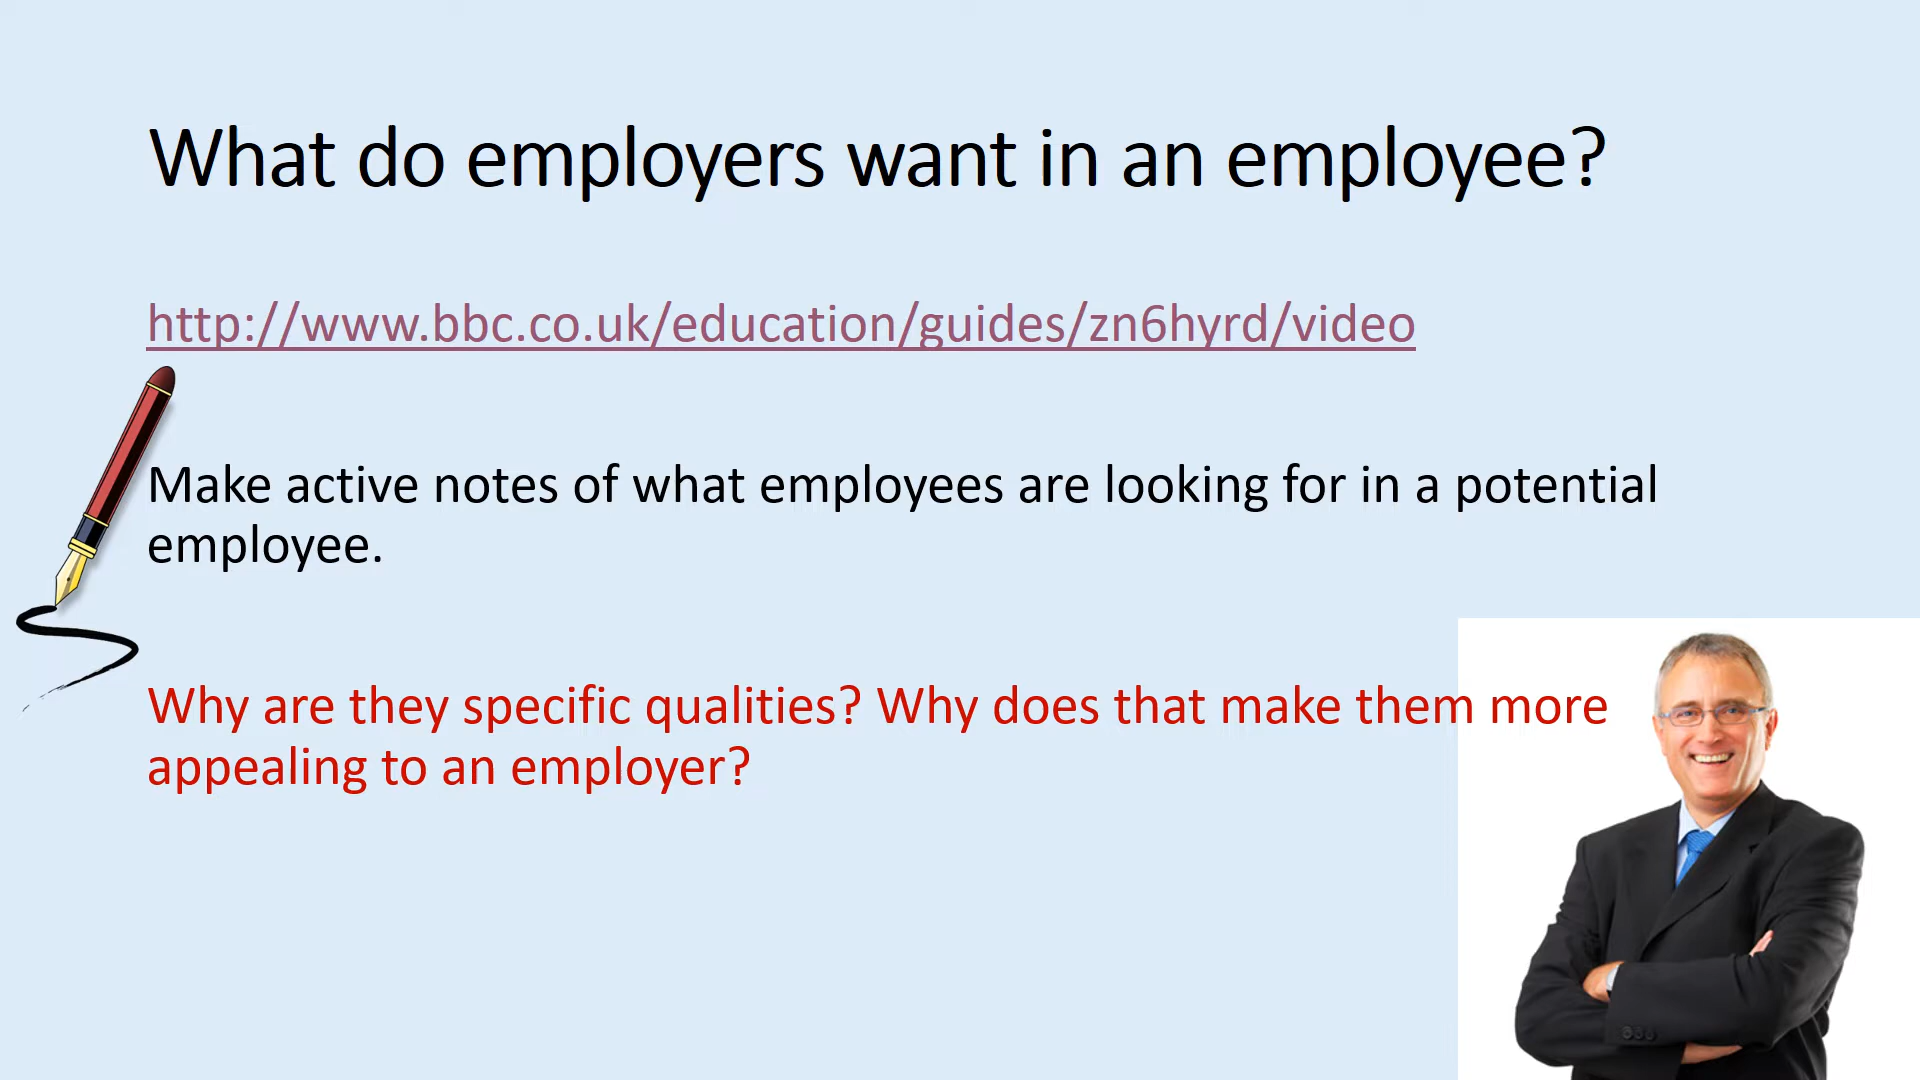 What do employers want in an employee?
http://www.bbc.co.uk/education/guides/zn6hyrd/video
Make active notes of what employees are looking for in a potential
employee.
Why are they specific qualities? Why does that make them more
appealing to an employer?